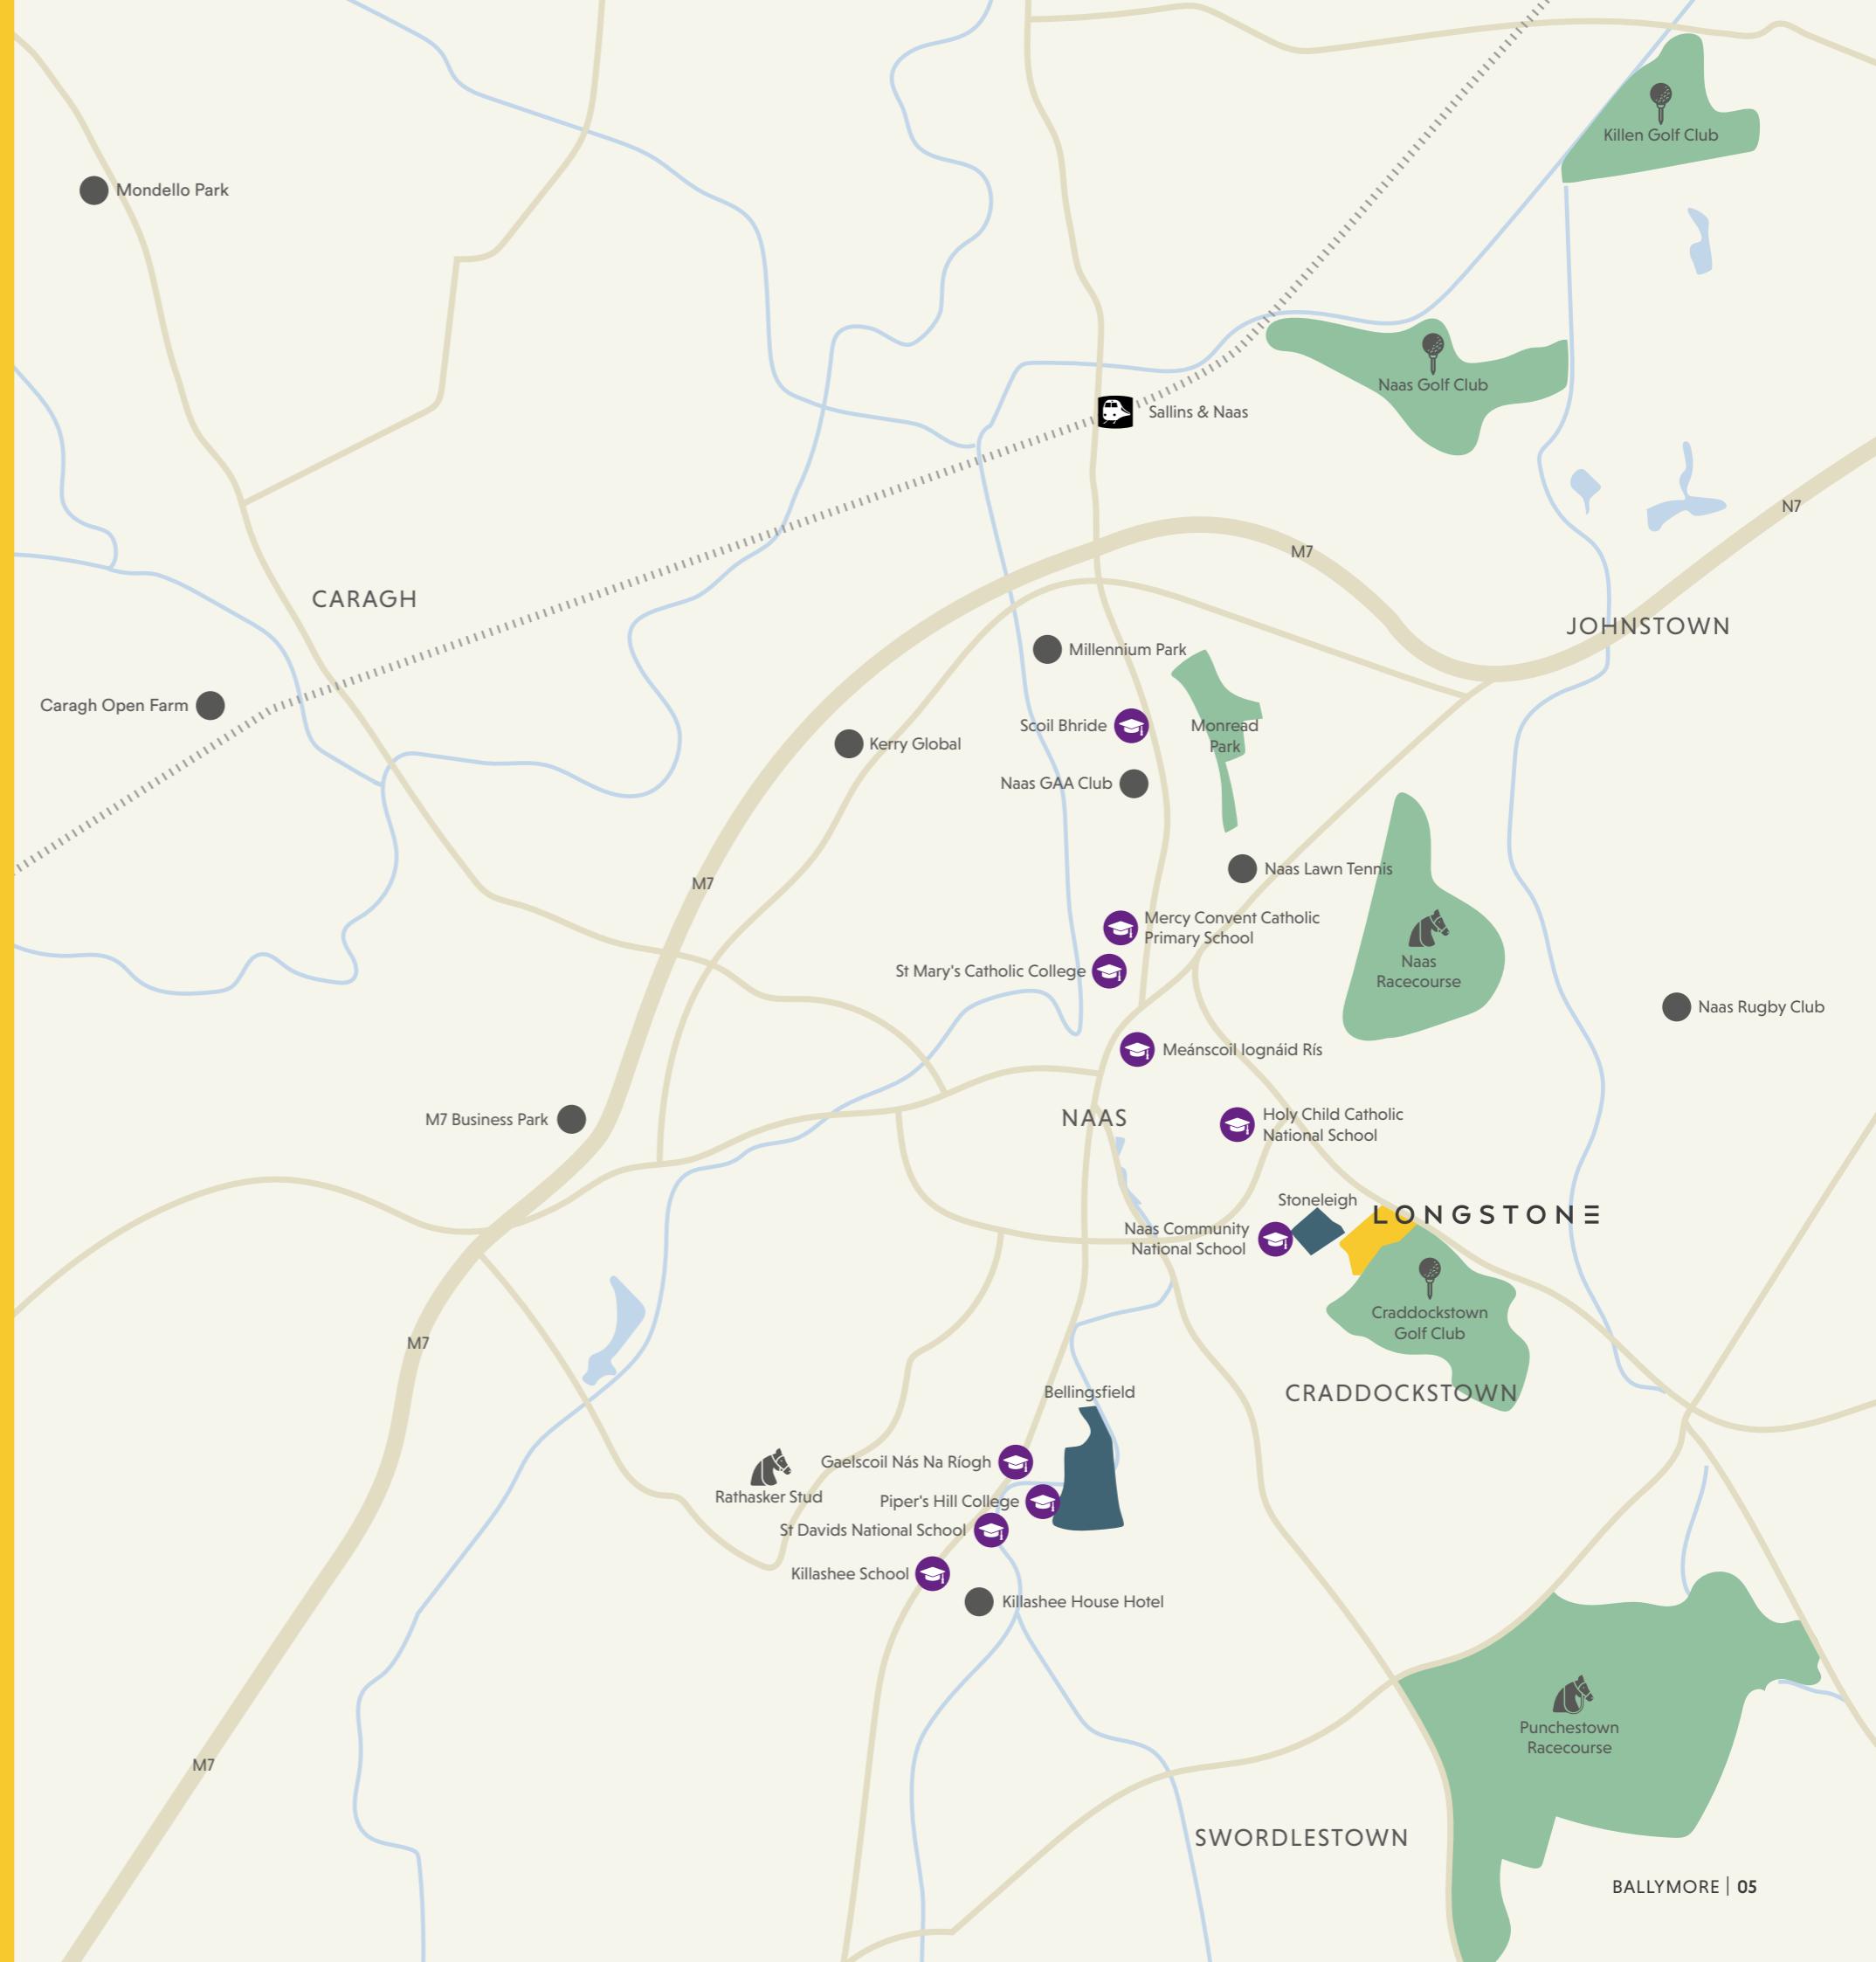 Killen Golf Club
Mondello Park
Naas Golf Club
Sallins & Naas
N7
M7
CARAGH
JOHNSTOWN
Millennium Park
Caragh Open Farm
Scoil Bhride
Monread
Park
Kerry Global
Naas GAA Club
Naas Lawn Tennis
M7
Mercy Convent Catholic
Primary School
St Mary's Catholic College
Naas
Racecourse
Naas Rugby Club
Meánscoil Iognáid Rís
M7 Business Park
NAAS
Holy Child Catholic
National School
Stoneleigh
LONGSTONE
Naas Community
National School
Craddockstown
Golf Club
M7
Bellingsfield
CRADDOCKSTOWN
Gaelscoil Nás Na Ríogh
Rathasker Stud
Piper's Hill College
St Davids National School
Killashee School
Killashee House Hotel
Punchestown
Racecourse
M7
SWORDLESTOWN
BALLYMORE | 05